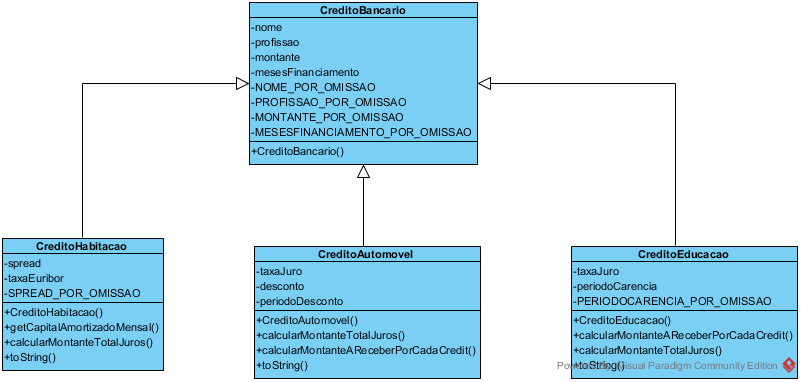 CreditoBancario
-nome
-profissao
-montante
-mesesFinanciamento
-NOME_POR_OMISSAO
-PROFISSAO_POR_OMISSAO
-MONTANTE_POR_OMISSAO
-MESESFINANCIAMENTO_POR_OMISSAO
+CreditoBancario()
CreditoHabitacao
-spread
-taxaEuribor
-SPREAD_POR_OMISSAO
+CreditoHabitacao()
+getCapitalAmortizadoMensal()
+calcularMontanteTotalJuros()
+toString()
CreditoAutomovel
-taxaJuro
-desconto
-periodoDesconto
+CreditoAutomovel()
+calcularMontanteTotalJuros()
+calcularMontanteAReceberPorCadaCredit()
+toString()
CreditoEducacao
-taxaJuro
-periodoCarencia
-PERIODOCARENCIA_POR_OMISSAO
+CreditoEducacao()
+calcularMontanteAReceberPorCadaCredit()
+calcularMontanteTotalJuros()
+toString()
Visual Paradigm Community Edition